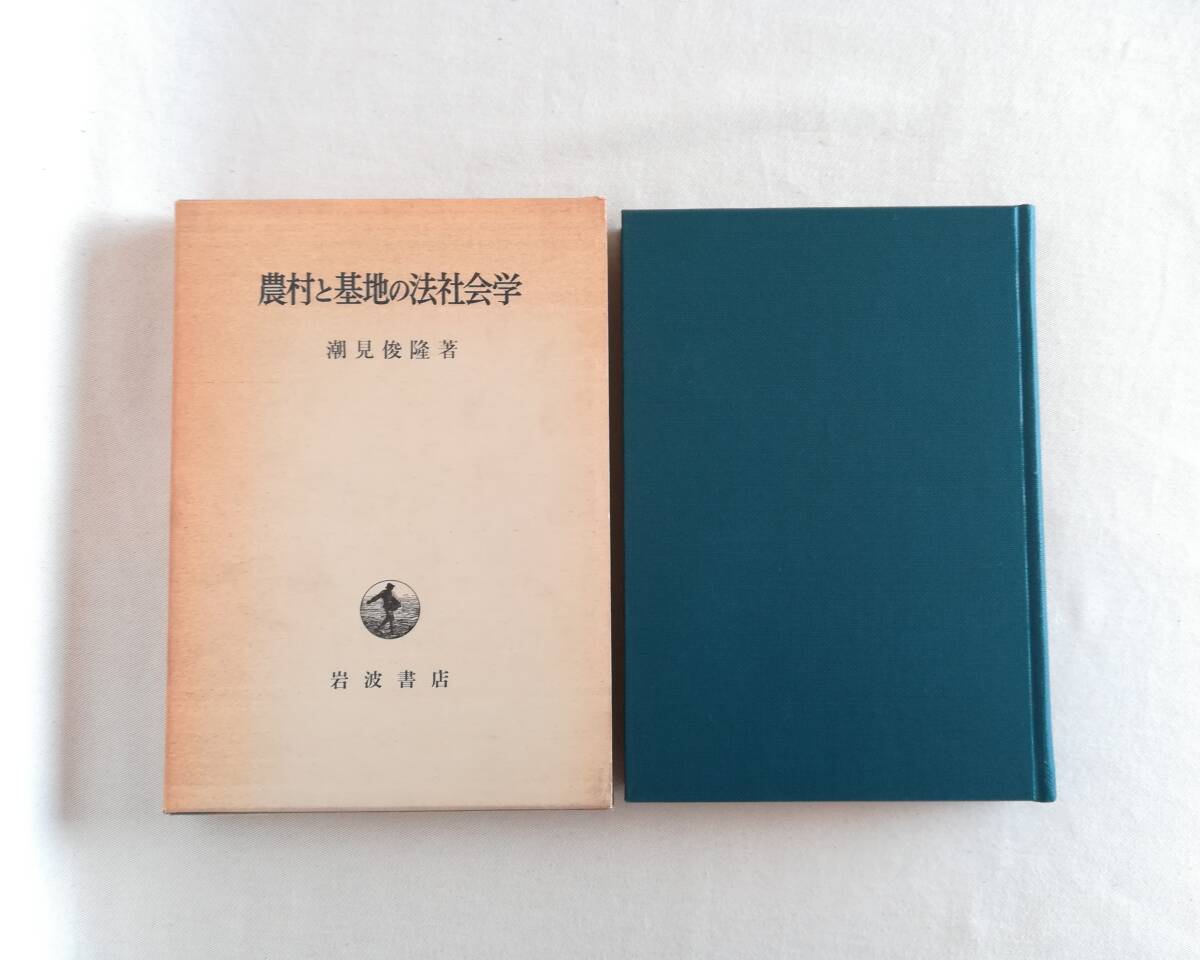 農村と基地の法社会学
潮見俊隆著
岩波書店